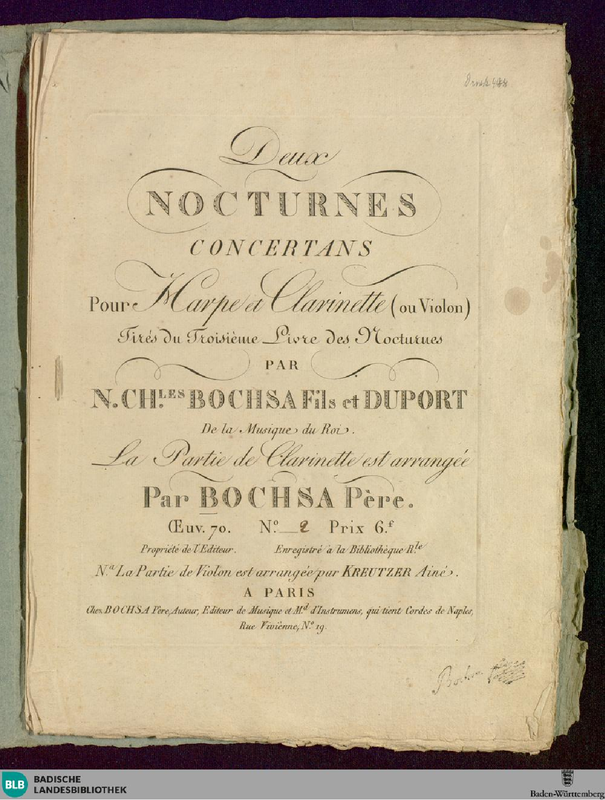 Deux
NOCTURNES
CONCERTANS
Pour Harpe et Clarinette (ou Violon)
Tirés du Troisième Livre des Nocturnes
PAR
N. CH.LES BOCHSA Fils et DUPORT
De la Musique du Roi.
La Partie de Clarinette est arrangée
Par BOCHSA Père.
Œuv. 70. N.o 2 Prix 6.f
Propriété de l'Editeur. Enregistré à la Bibliothèque R.le
N.a La Partie de Violon est arrangée par KREUTZER Aîné.
A PARIS
Chez BOCHSA Père, Auteur, Editeur de Musique et M.d d'Instrumens, qui tient Cordes de Naples,
Rue Viviënne, N.o 19.
BLB BADISCHE
LANDESBIBLIOTHEK
Baden-Württemberg